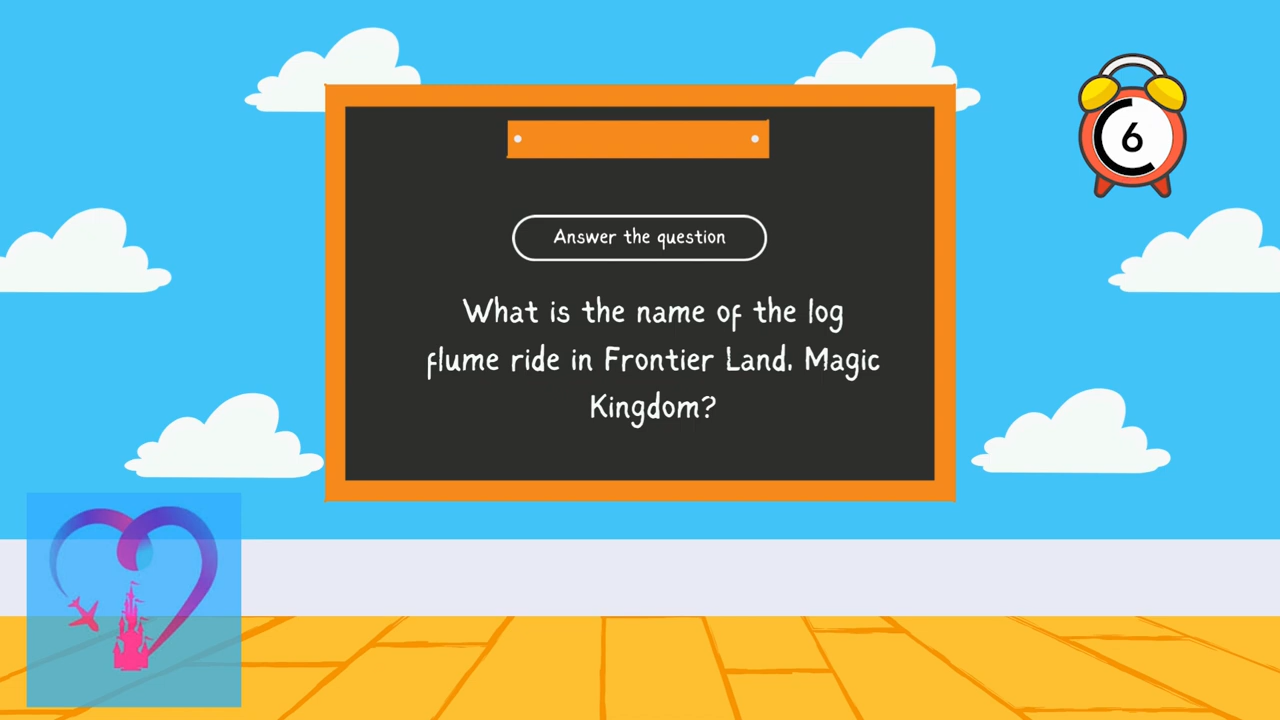 6
Answer the question
What is the name of the log
flume ride in Frontier Land. Magic
Kingdom?